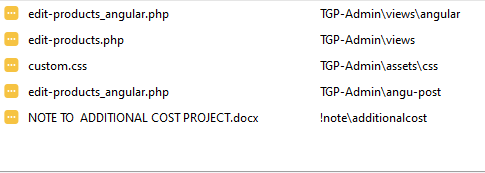 edit-products_angular.php TGP-Admin\views\angular
edit-products.php TGP-Admin\views
custom.css TGP-Admin\assets\css
edit-products_angular.php TGP-Admin\angu-post
NOTE TO  ADDITIONAL COST PROJECT.docx !note\additionalcost